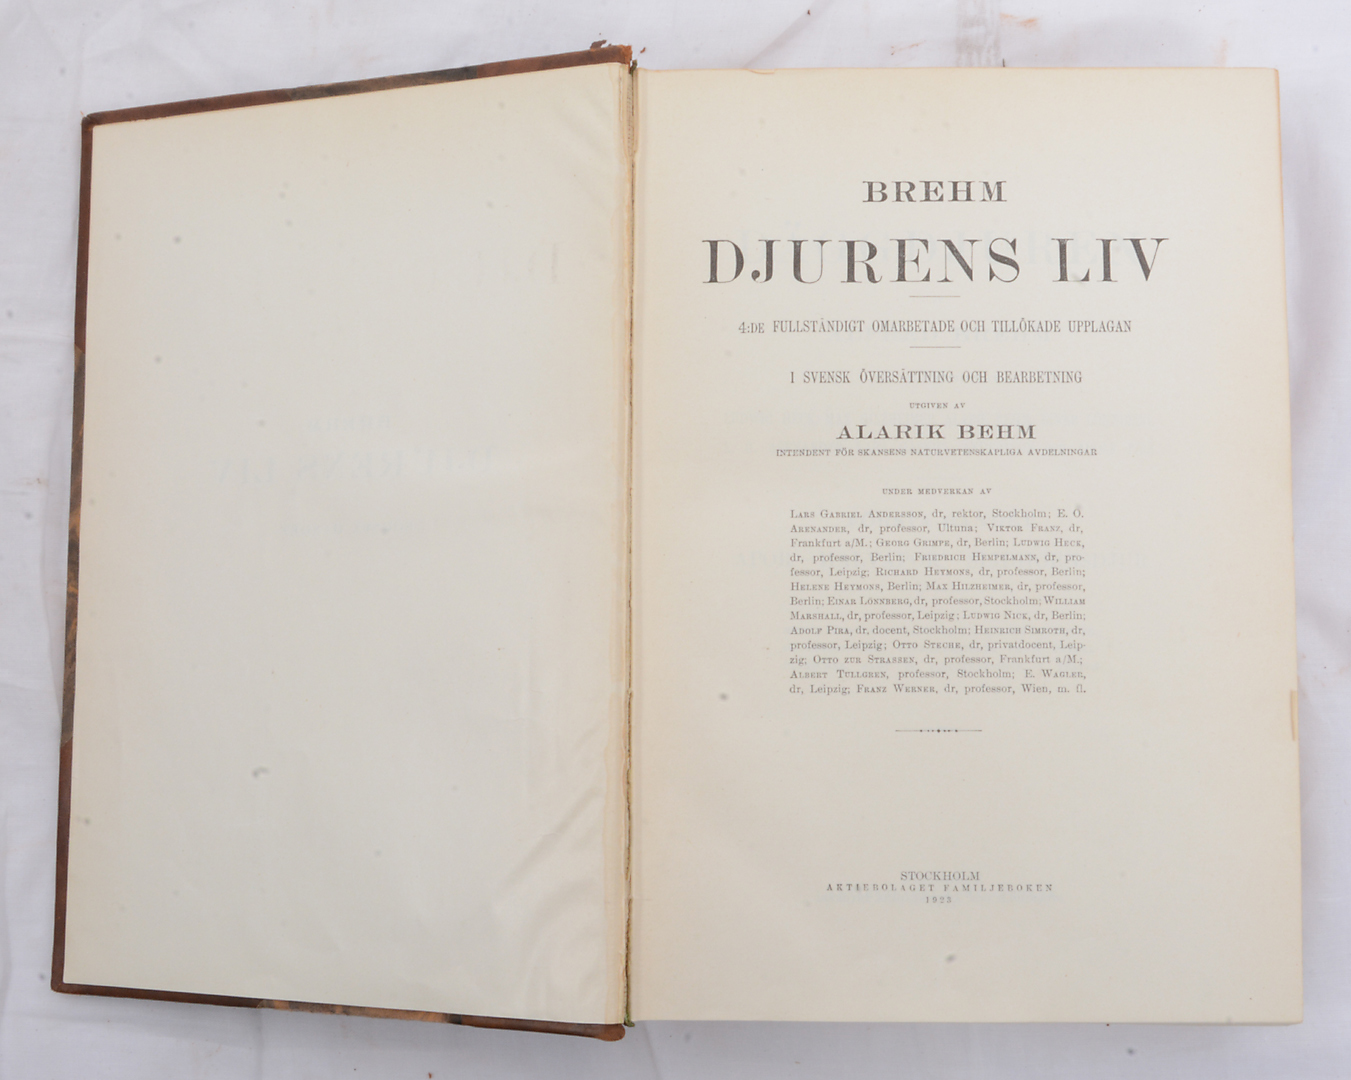 BREHM
DJURENS LIV
4:DE FULLSTÄNDIGT OMARBETADE OCH TILLÖKADE UPPLAGAN
I SVENSK ÖVERSÄTTNING OCH BEARBETNING
UTGIVEN AV
ALARIK BEHM
INTENDENT FÖR SKANSENS NATURVETENSKAPLIGA AVDELNINGAR
UNDER MEDVERKAN AV
LARS GABRIEL ANDERSSON, dr, rektor, Stockholm; E. O.
ARENANDER, dr, professor, Ultuna; VIKTOR FRANZ, dr,
Frankfurt a/M.; GEORG GRIMPE, dr, Berlin; LUDWIG HECK,
dr, professor, Berlin; FRIEDRICH HEMPELMANN, dr, pro-
fessor, Leipzig; RICHARD HEYMONS, dr, professor, Berlin;
HELENE HEYMONS, Berlin; MAX HILZHEIMER, dr, professor,
Berlin; EINAR LÖNNBERG, dr, professor, Stockholm; WILLIAM
MARSHALL, dr, professor, Leipzig; LUDWIG NICK, dr, Berlin;
ADOLF PIRA, dr, docent, Stockholm; HEINRICH SIMROTH, dr,
professor, Leipzig; OTTO STECHE, dr, privatdocent, Leip-
zig; OTTO ZUR STRASSEN, dr, professor, Frankfurt a/M.;
ALBERT TULLGREN, professor, Stockholm; E. WAGLER,
dr, Leipzig; FRANZ WERNER, dr, professor, Wien, m. fl.
STOCKHOLM
AKTIEBOLAGET FAMILJEBOKEN
1923